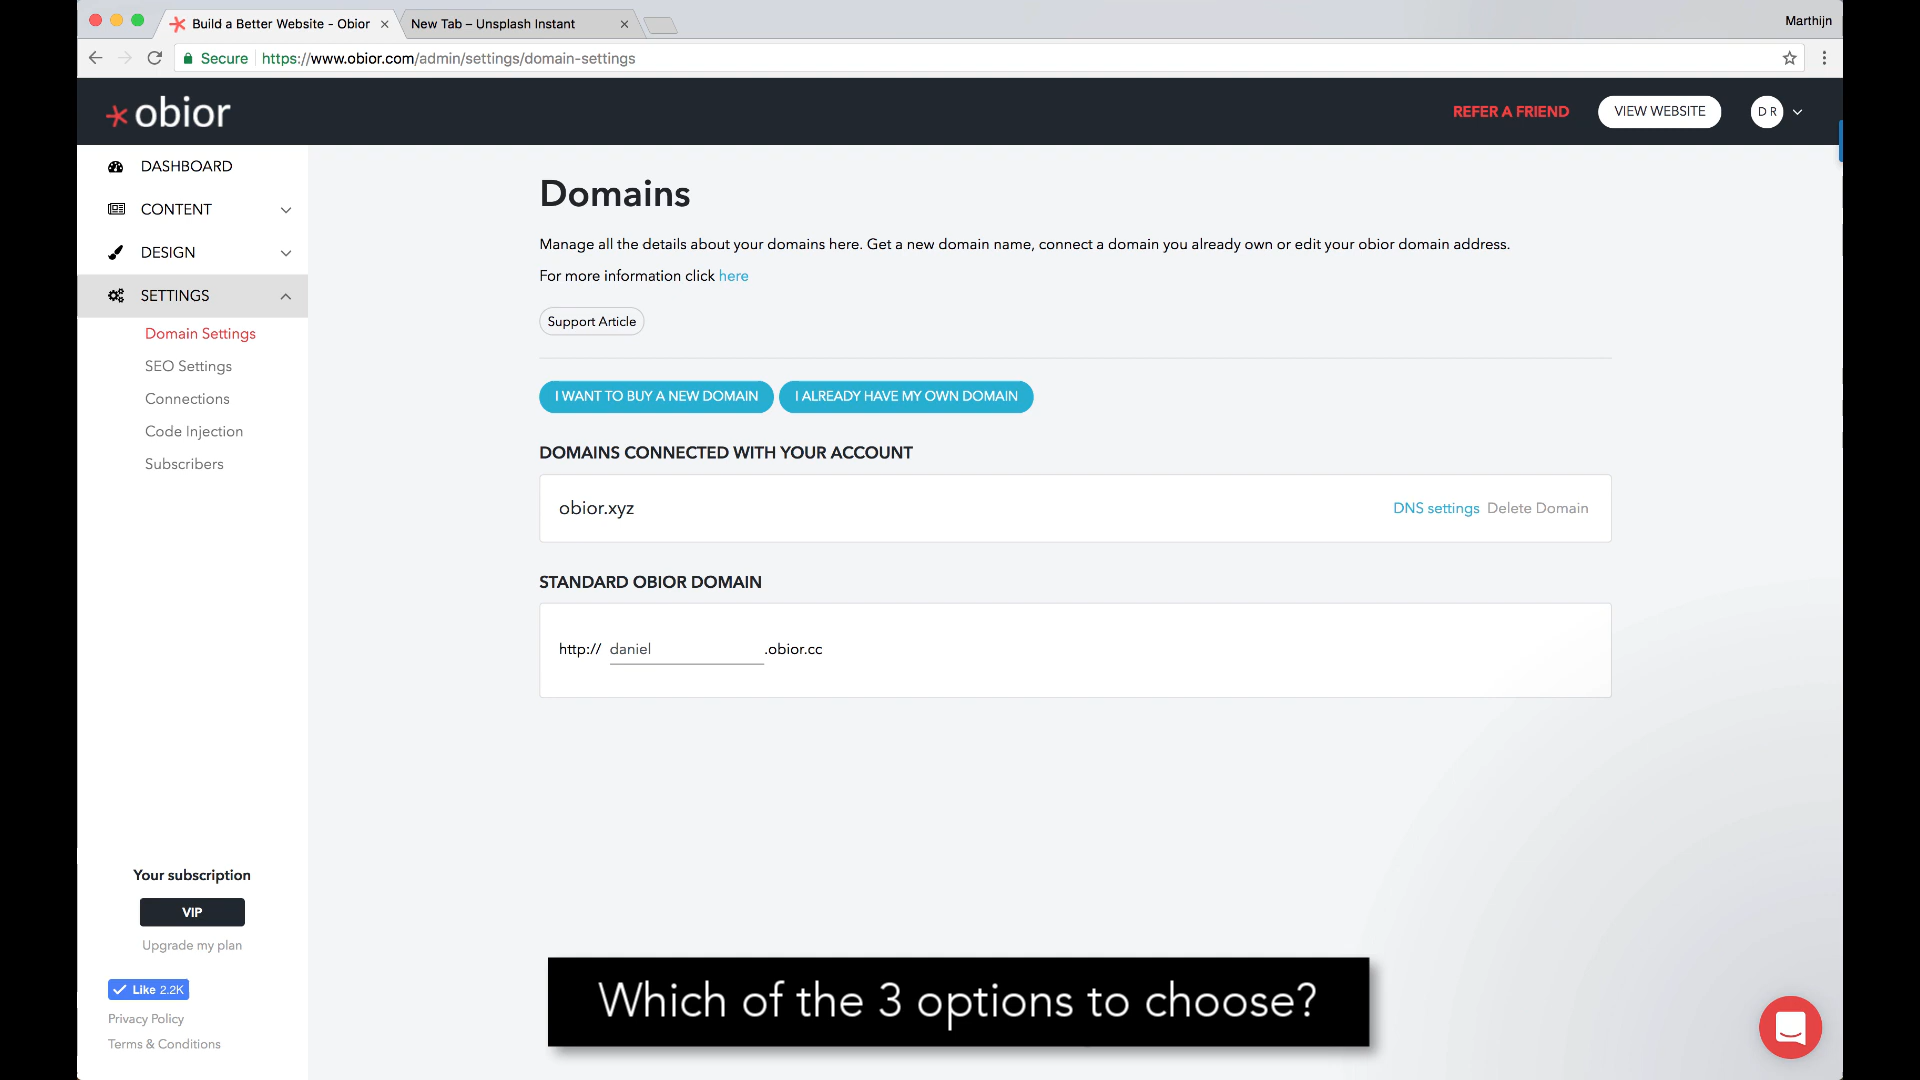 Build a Better Website - Obior
New Tab – Unsplash Instant
Marthijn
Secure https://www.obior.com/admin/settings/domain-settings
obior
REFER A FRIEND
VIEW WEBSITE
D R
DASHBOARD
CONTENT
DESIGN
SETTINGS
Domain Settings
SEO Settings
Connections
Code Injection
Subscribers
Domains
Manage all the details about your domains here. Get a new domain name, connect a domain you already own or edit your obior domain address.
For more information click here
Support Article
I WANT TO BUY A NEW DOMAIN
I ALREADY HAVE MY OWN DOMAIN
DOMAINS CONNECTED WITH YOUR ACCOUNT
obior.xyz
DNS settings Delete Domain
STANDARD OBIOR DOMAIN
http:// daniel .obior.cc
Your subscription
VIP
Upgrade my plan
Like 2.2K
Privacy Policy
Terms & Conditions
Which of the 3 options to choose?